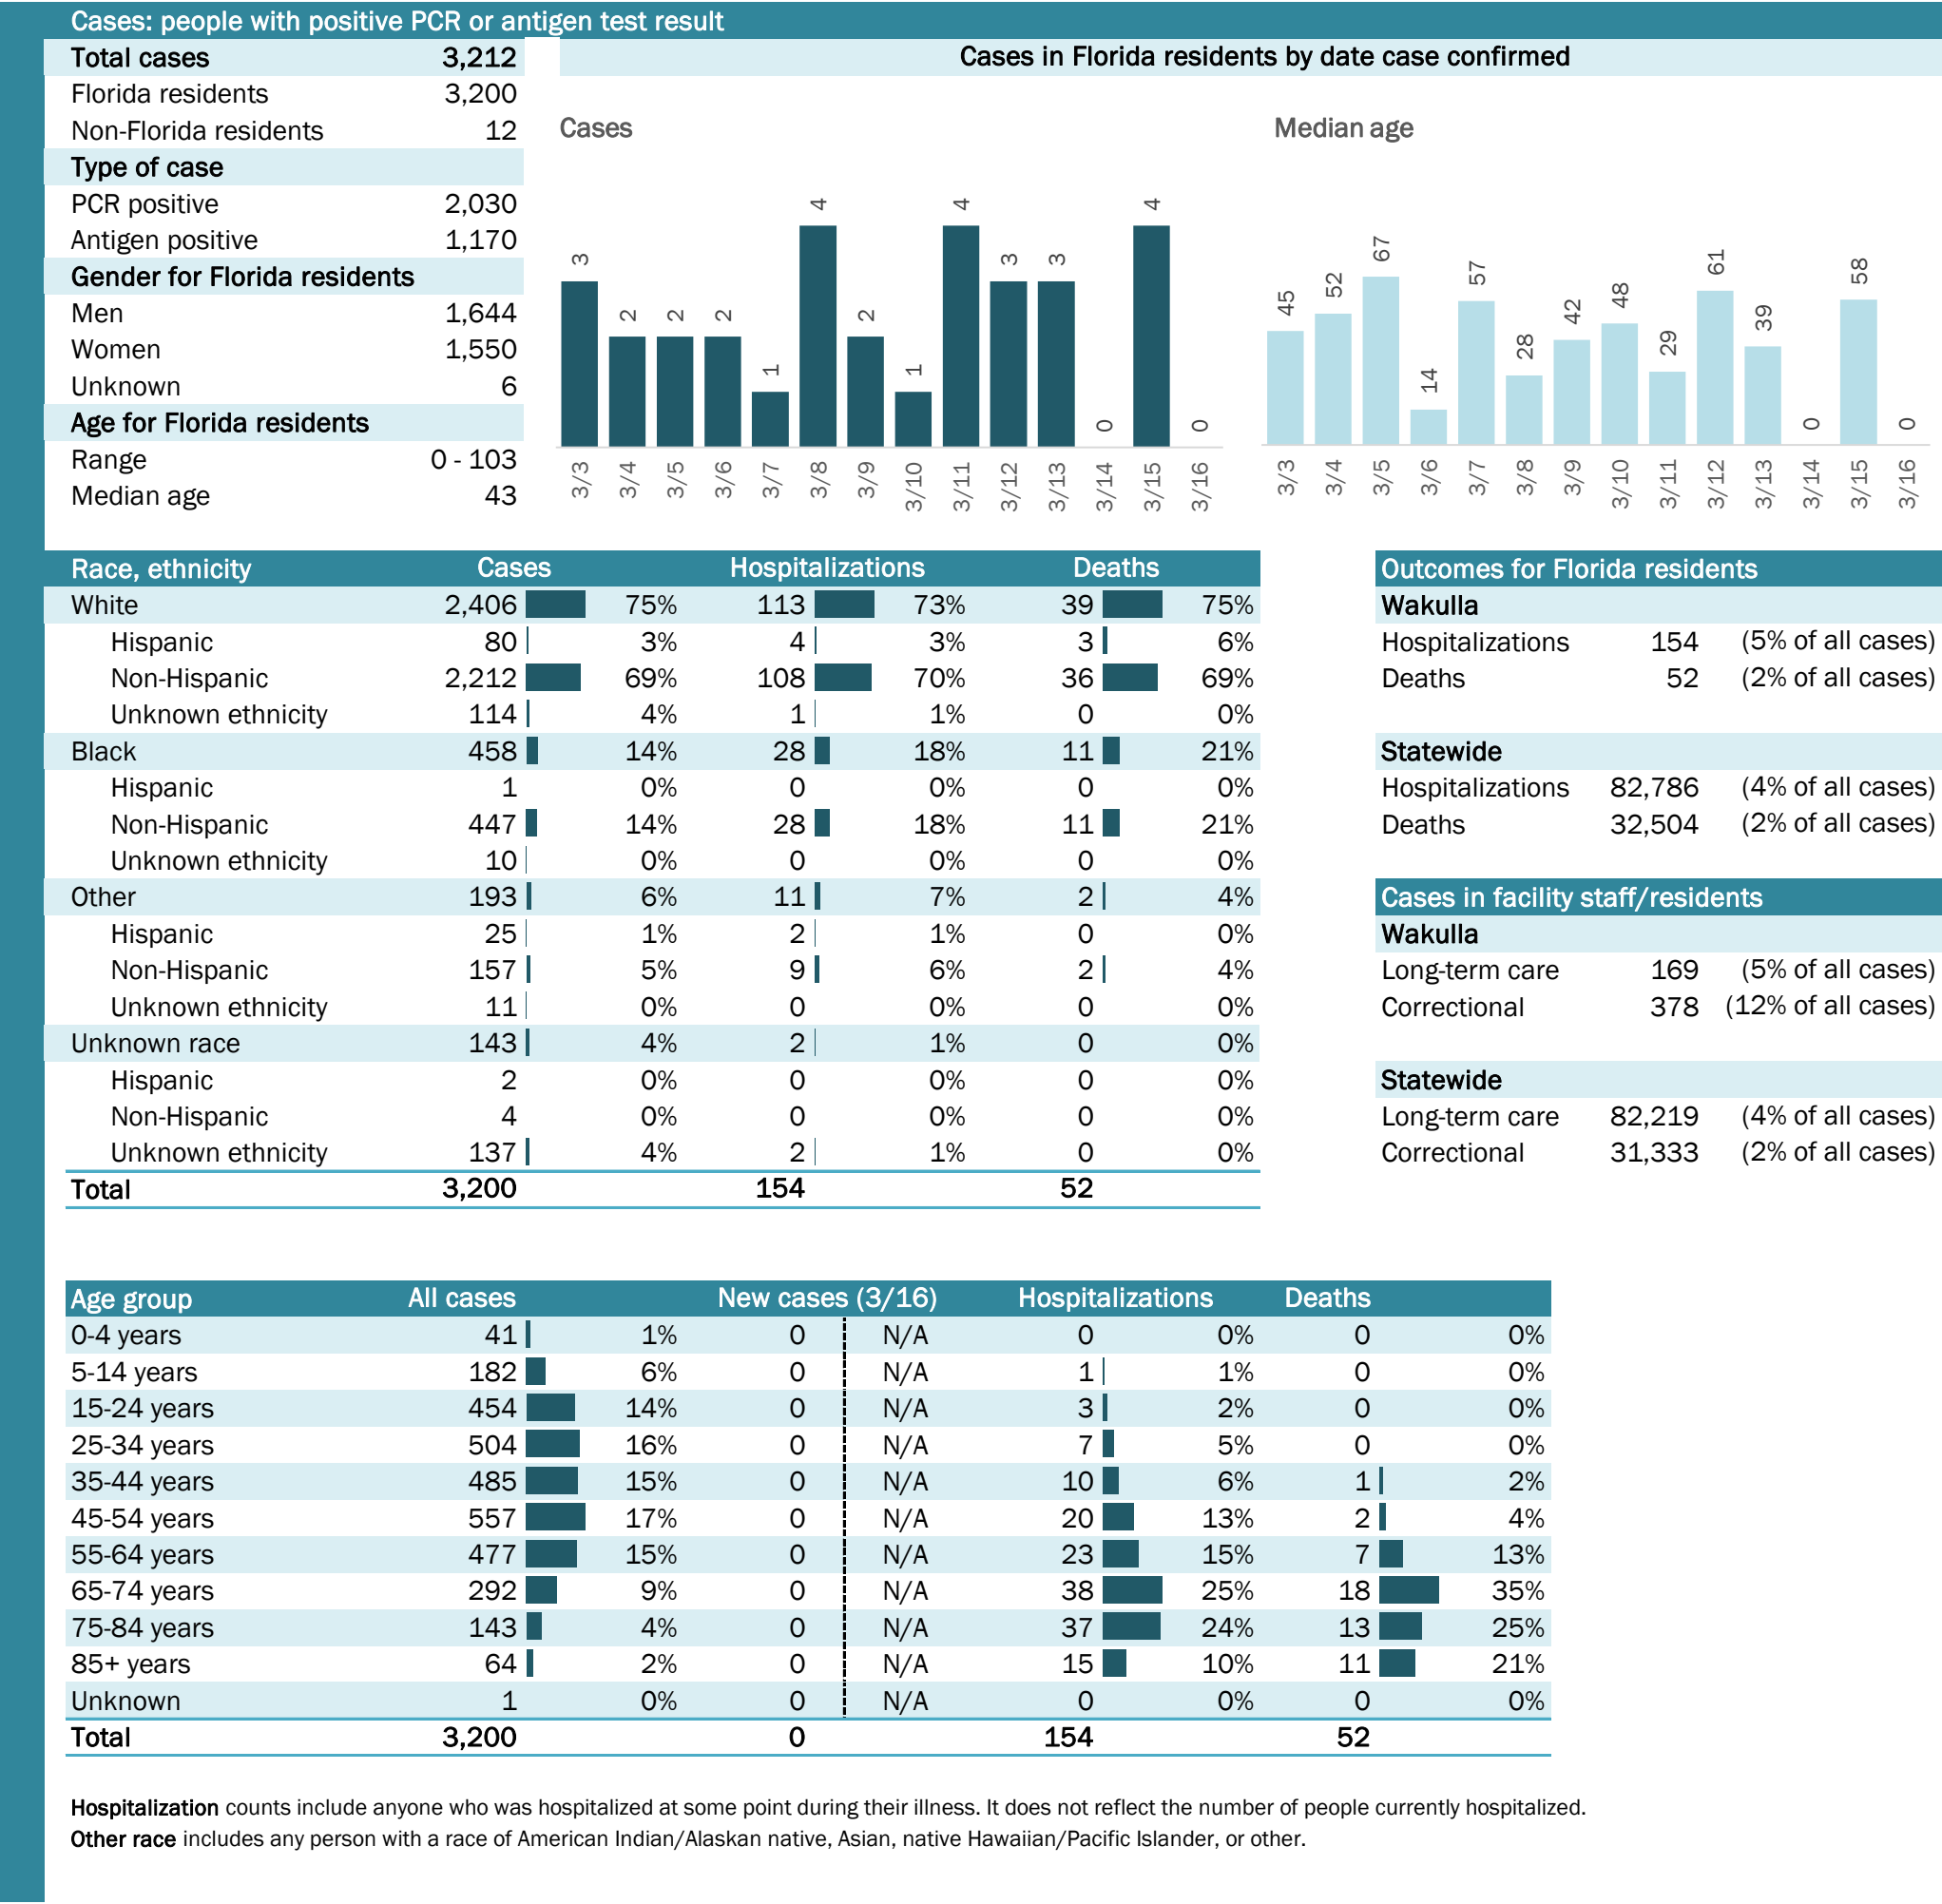 Cases: people with positive PCR or antigen test result
Total cases 3,212
Florida residents 3,200
Non-Florida residents 12
Type of case
PCR positive 2,030
Antigen positive 1,170
Gender for Florida residents
Men 1,644
Women 1,550
Unknown 6
Age for Florida residents
Range 0 - 103
Median age 43
Cases in Florida residents by date case confirmed
Cases
3 2 2 2 1 4 2 1 4 3 3 0 4 0
3/3 3/4 3/5 3/6 3/7 3/8 3/9 3/10 3/11 3/12 3/13 3/14 3/15 3/16
Median age
45 52 67 14 57 28 42 48 29 61 39 0 58 0
3/3 3/4 3/5 3/6 3/7 3/8 3/9 3/10 3/11 3/12 3/13 3/14 3/15 3/16
Race, ethnicity Cases Hospitalizations Deaths
White 2,406 75% 113 73% 39 75%
Hispanic 80 3% 4 3% 3 6%
Non-Hispanic 2,212 69% 108 70% 36 69%
Unknown ethnicity 114 4% 1 1% 0 0%
Black 458 14% 28 18% 11 21%
Hispanic 1 0% 0 0% 0 0%
Non-Hispanic 447 14% 28 18% 11 21%
Unknown ethnicity 10 0% 0 0% 0 0%
Other 193 6% 11 7% 2 4%
Hispanic 25 1% 2 1% 0 0%
Non-Hispanic 157 5% 9 6% 2 4%
Unknown ethnicity 11 0% 0 0% 0 0%
Unknown race 143 4% 2 1% 0 0%
Hispanic 2 0% 0 0% 0 0%
Non-Hispanic 4 0% 0 0% 0 0%
Unknown ethnicity 137 4% 2 1% 0 0%
Total 3,200 154 52
Outcomes for Florida residents
Wakulla
Hospitalizations 154 (5% of all cases)
Deaths 52 (2% of all cases)
Statewide
Hospitalizations 82,786 (4% of all cases)
Deaths 32,504 (2% of all cases)
Cases in facility staff/residents
Wakulla
Long-term care 169 (5% of all cases)
Correctional 378 (12% of all cases)
Statewide
Long-term care 82,219 (4% of all cases)
Correctional 31,333 (2% of all cases)
Age group All cases New cases (3/16) Hospitalizations Deaths
0-4 years 41 1% 0 N/A 0 0% 0 0%
5-14 years 182 6% 0 N/A 1 1% 0 0%
15-24 years 454 14% 0 N/A 3 2% 0 0%
25-34 years 504 16% 0 N/A 7 5% 0 0%
35-44 years 485 15% 0 N/A 10 6% 1 2%
45-54 years 557 17% 0 N/A 20 13% 2 4%
55-64 years 477 15% 0 N/A 23 15% 7 13%
65-74 years 292 9% 0 N/A 38 25% 18 35%
75-84 years 143 4% 0 N/A 37 24% 13 25%
85+ years 64 2% 0 N/A 15 10% 11 21%
Unknown 1 0% 0 N/A 0 0% 0 0%
Total 3,200 0 154 52
Hospitalization counts include anyone who was hospitalized at some point during their illness. It does not reflect the number of people currently hospitalized.
Other race includes any person with a race of American Indian/Alaskan native, Asian, native Hawaiian/Pacific Islander, or other.